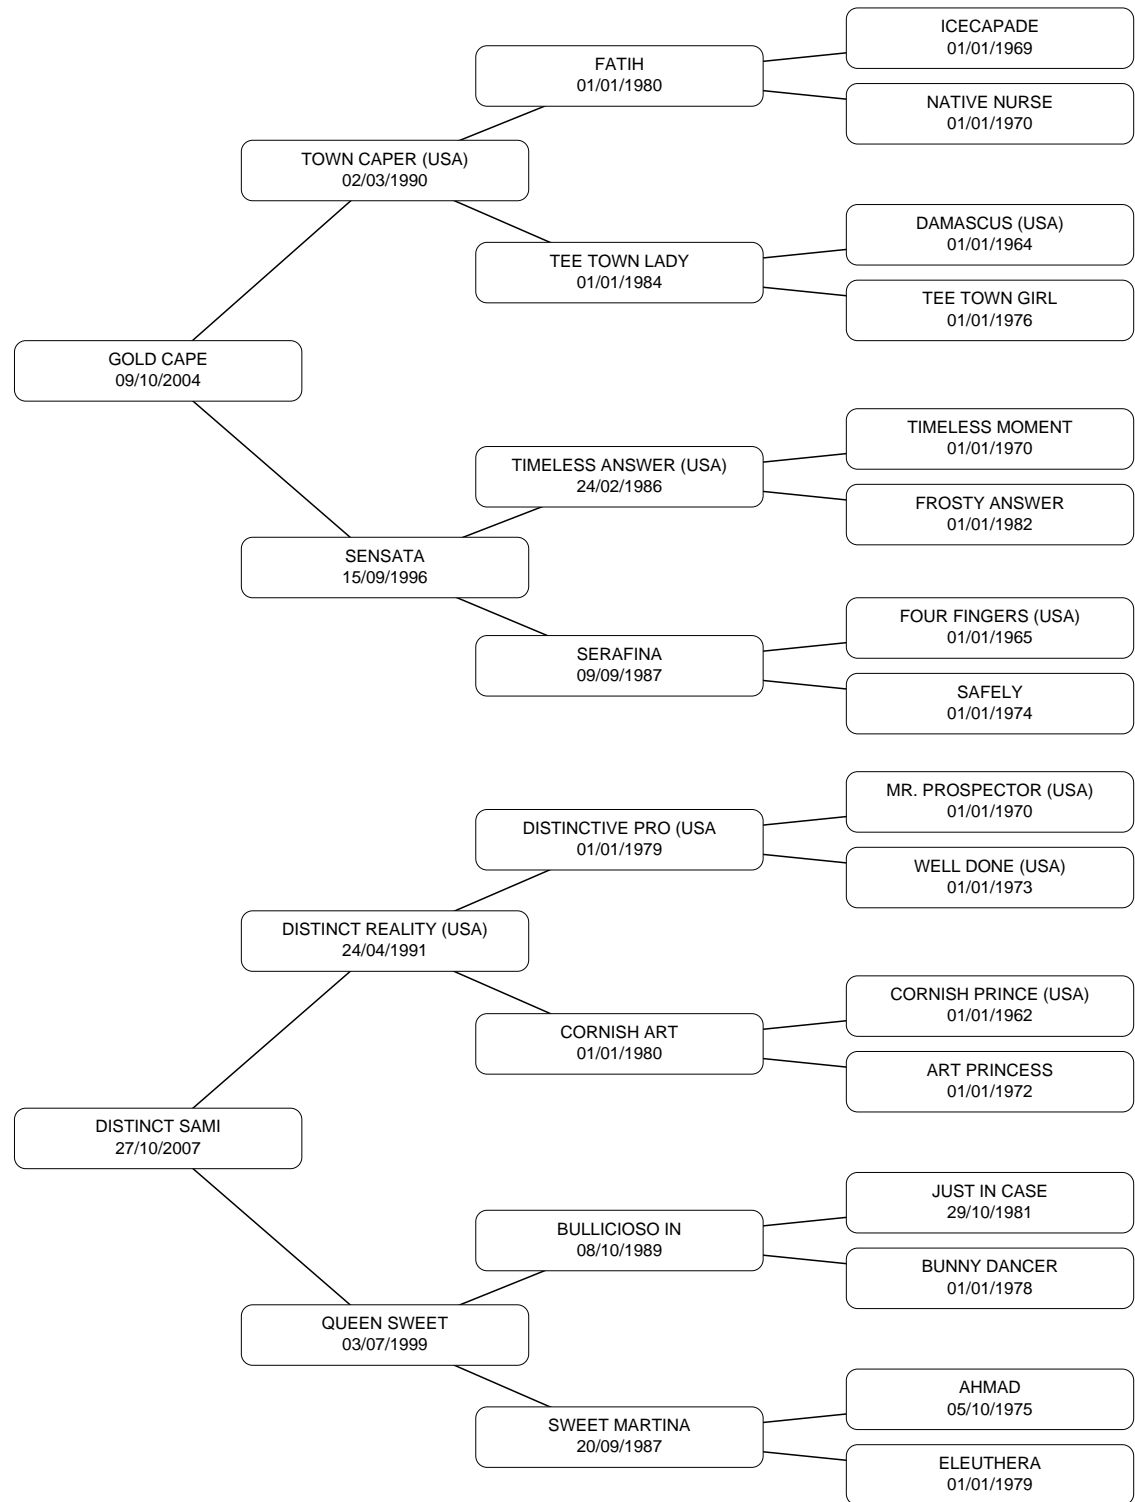 ICECAPADE
01/01/1969
FATIH
01/01/1980
NATIVE NURSE
01/01/1970
TOWN CAPER (USA)
02/03/1990
DAMASCUS (USA)
01/01/1964
TEE TOWN LADY
01/01/1984
TEE TOWN GIRL
01/01/1976
GOLD CAPE
09/10/2004
TIMELESS MOMENT
01/01/1970
TIMELESS ANSWER (USA)
24/02/1986
FROSTY ANSWER
01/01/1982
SENSATA
15/09/1996
FOUR FINGERS (USA)
01/01/1965
SERAFINA
09/09/1987
SAFELY
01/01/1974
MR. PROSPECTOR (USA)
01/01/1970
DISTINCTIVE PRO (USA
01/01/1979
WELL DONE (USA)
01/01/1973
DISTINCT REALITY (USA)
24/04/1991
CORNISH PRINCE (USA)
01/01/1962
CORNISH ART
01/01/1980
ART PRINCESS
01/01/1972
DISTINCT SAMI
27/10/2007
JUST IN CASE
29/10/1981
BULLICIOSO IN
08/10/1989
BUNNY DANCER
01/01/1978
QUEEN SWEET
03/07/1999
AHMAD
05/10/1975
SWEET MARTINA
20/09/1987
ELEUTHERA
01/01/1979